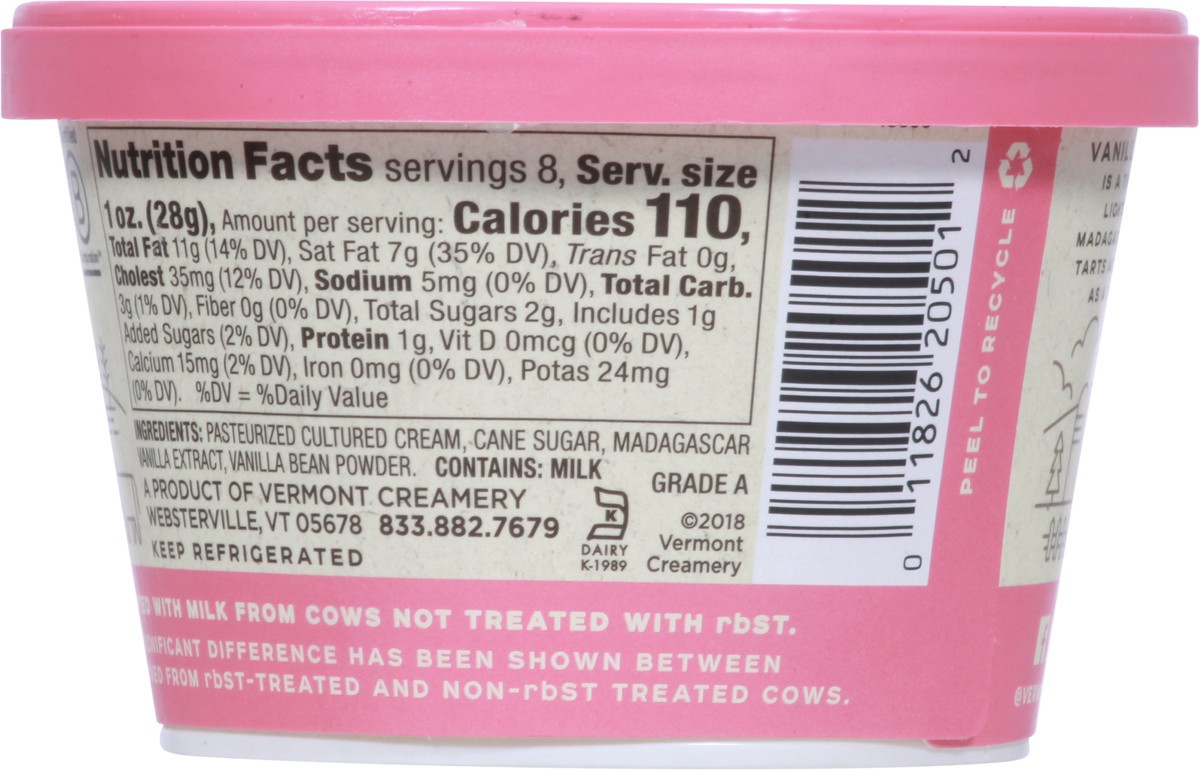 Nutrition Facts servings 8, Serv. size
1 oz. (28g), Amount per serving: Calories 110,
Total Fat 11g (14% DV), Sat Fat 7g (35% DV), Trans Fat 0g,
Cholest 35mg (12% DV), Sodium 5mg (0% DV), Total Carb.
3g (1% DV), Fiber 0g (0% DV), Total Sugars 2g, Includes 1g
Added Sugars (2% DV), Protein 1g, Vit D 0mcg (0% DV),
Calcium 15mg (2% DV), Iron 0mg (0% DV), Potas 24mg
(0% DV). %DV = %Daily Value
INGREDIENTS: PASTEURIZED CULTURED CREAM, CANE SUGAR, MADAGASCAR
VANILLA EXTRACT, VANILLA BEAN POWDER. CONTAINS: MILK
A PRODUCT OF VERMONT CREAMERY
WEBSTERVILLE, VT 05678 833.882.7679
KEEP REFRIGERATED
K
DAIRY
K-1989
GRADE A
©2018
Vermont
Creamery
WITH MILK FROM COWS NOT TREATED WITH rbST.
DIFFERENCE HAS BEEN SHOWN BETWEEN
FROM rbST-TREATED AND NON-rbST TREATED COWS.
0 11826 20501 2
PEEL TO RECYCLE
VANIL
IS A
TARTS
AS